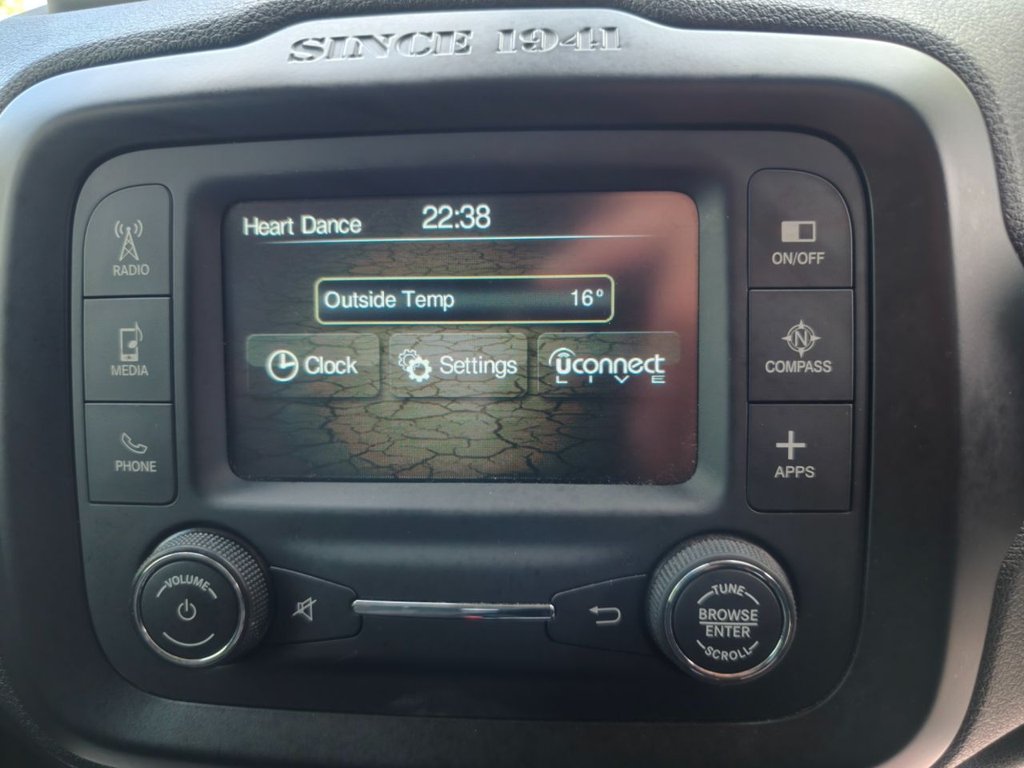 SINCE 1941
Heart Dance 22:38
Outside Temp 16°
Clock Settings uconnect
LIVE
RADIO
MEDIA
PHONE
ON/OFF
N
COMPASS
APPS
VOLUME
TUNE
BROWSE
ENTER
SCROLL